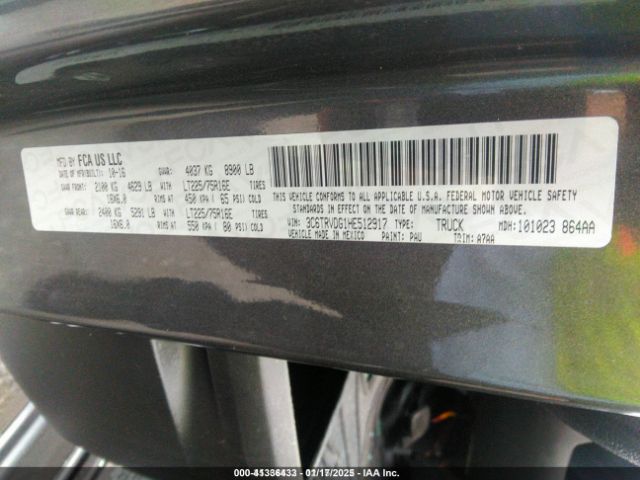 MFD BY FCA US LLC
DATE OF MFR(BUILT): 10-16 GVWR: 4037 KG 8900 LB
GAWR FRONT: 2100 KG 4629 LB WITH LT225/75R16E TIRES
16X6.0 RIMS AT 450 KPA ( 65 PSI) COLD
GAWR REAR: 2400 KG 5291 LB WITH LT225/75R16E TIRES
16X6.0 RIMS AT 550 KPA ( 80 PSI) COLD
THIS VEHICLE CONFORMS TO ALL APPLICABLE U.S.A. FEDERAL MOTOR VEHICLE SAFETY
STANDARDS IN EFFECT ON THE DATE OF MANUFACTURE SHOWN ABOVE.
VIN: 3C6TRVDG1HE512917 TYPE: TRUCK MDH: 101023 864AA
VEHICLE MADE IN MEXICO PAINT: PAU TRIM: A7AA
01/17/2025 - IAA Inc.